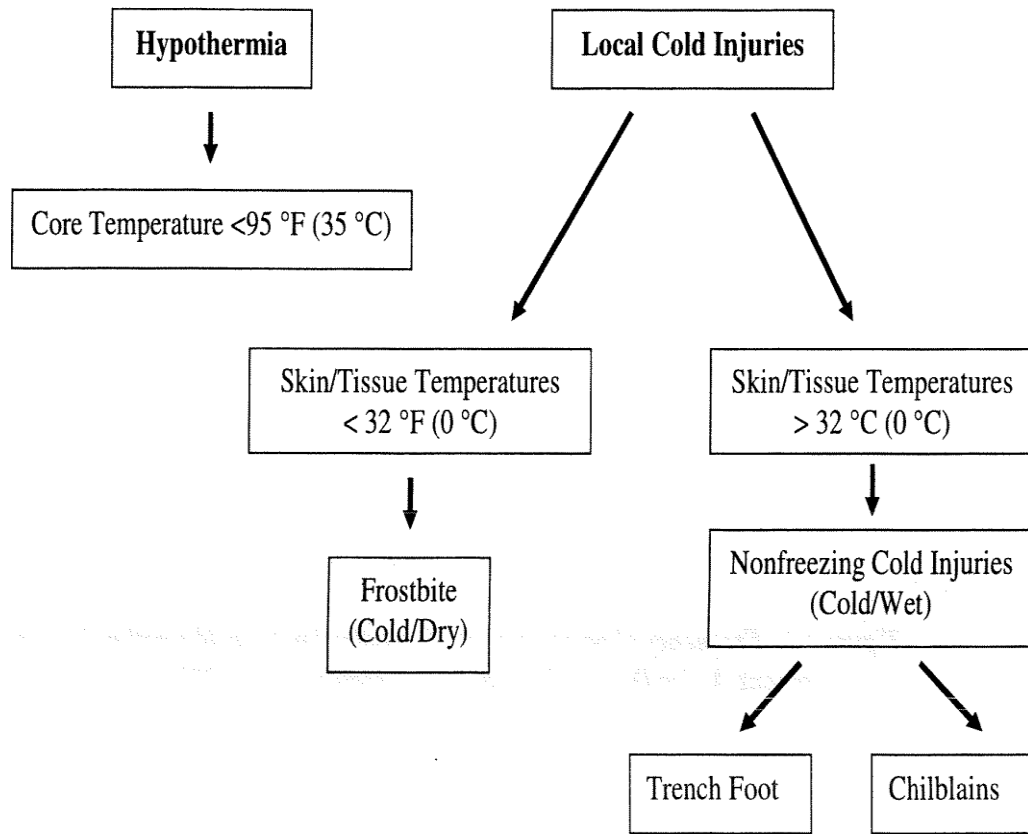 Hypothermia
Local Cold Injuries
Core Temperature <95 °F (35 °C)
Skin/Tissue Temperatures
< 32 °F (0 °C)
Skin/Tissue Temperatures
> 32 °C (0 °C)
Frostbite
(Cold/Dry)
Nonfreezing Cold Injuries
(Cold/Wet)
Trench Foot
Chilblains